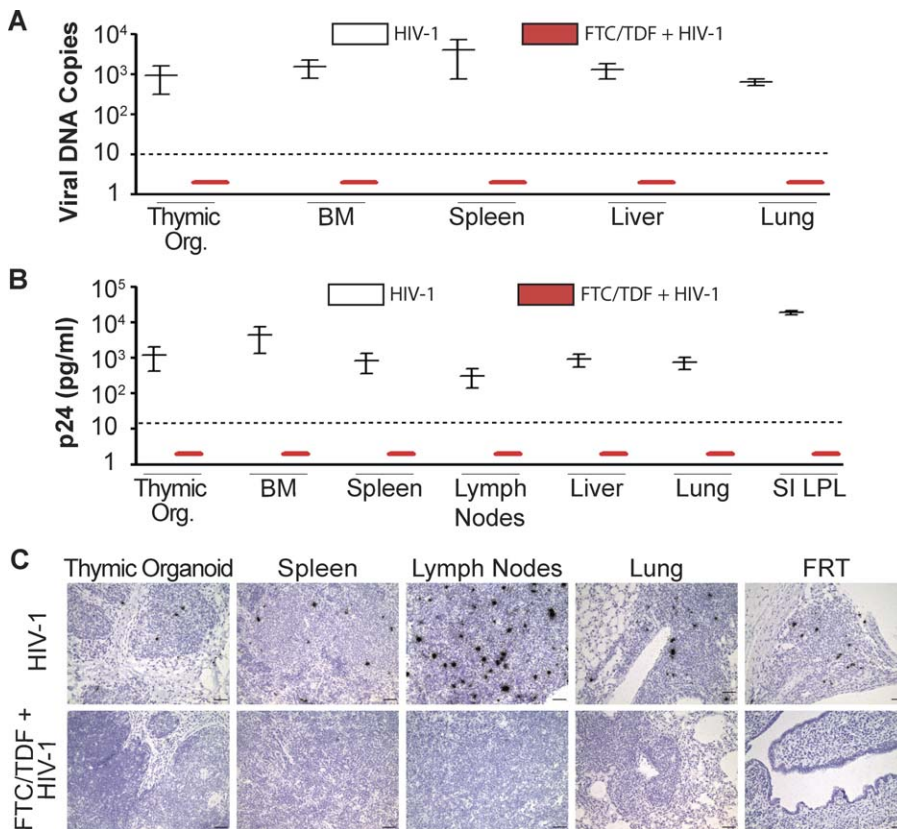 A
HIV-1
FTC/TDF + HIV-1
Viral DNA Copies
10⁴
10³
10²
10
1
Thymic Org.
BM
Spleen
Liver
Lung
B
HIV-1
FTC/TDF + HIV-1
p24 (pg/ml)
10⁵
10⁴
10³
10²
10
1
Thymic Org.
BM
Spleen
Lymph Nodes
Liver
Lung
SI LPL
C
Thymic Organoid
Spleen
Lymph Nodes
Lung
FRT
HIV-1
FTC/TDF +
HIV-1